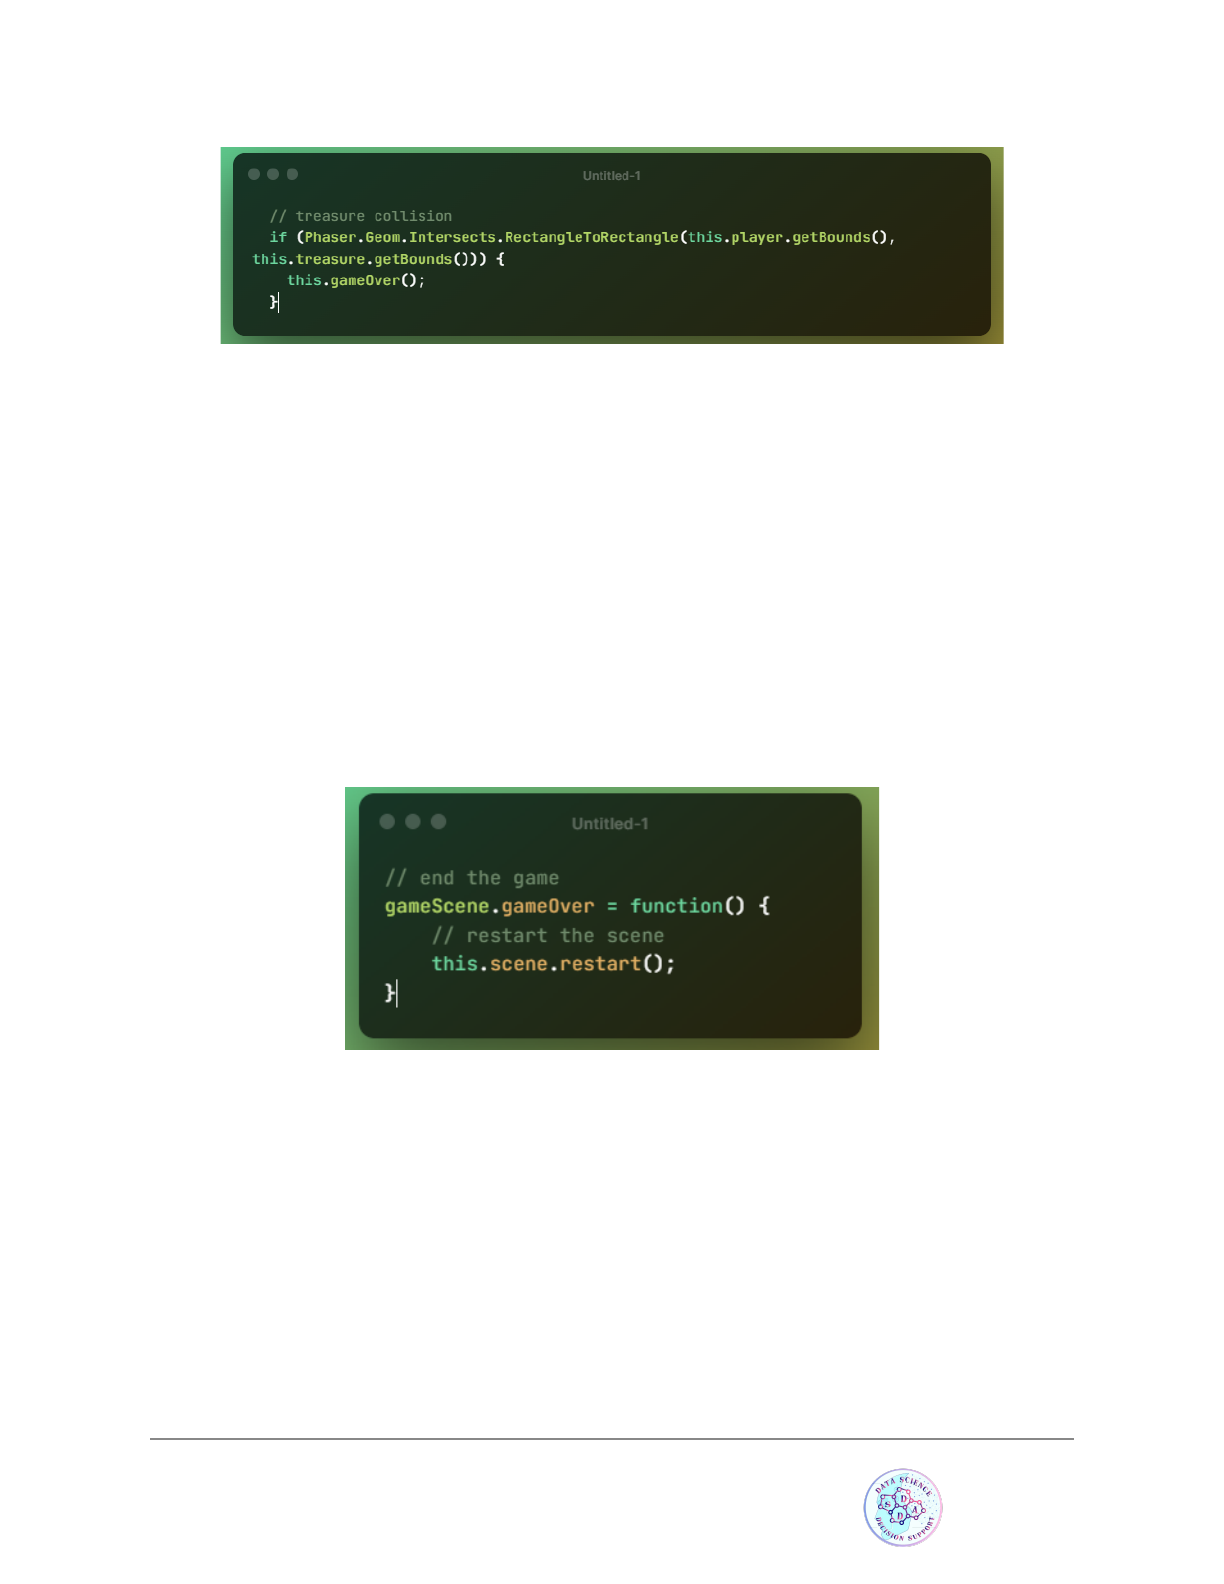 Untitled-1
// treasure collision
if (Phaser.Geom.Intersects.RectangleToRectangle(this.player.getBounds(),
this.treasure.getBounds())) {
this.gameOver();
}
Untitled-1
// end the game
gameScene.gameOver = function() {
// restart the scene
this.scene.restart();
}
DATA SCIENCE
S D D A
DECISION SUPPORT